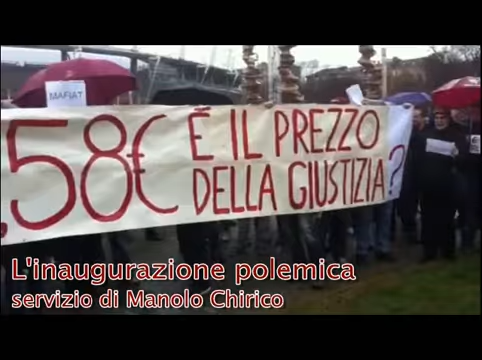 MAFIAT
,58€ È IL PREZZO
DELLA GIUSTIZIA?
L'inaugurazione polemica
servizio di Manolo Chirico